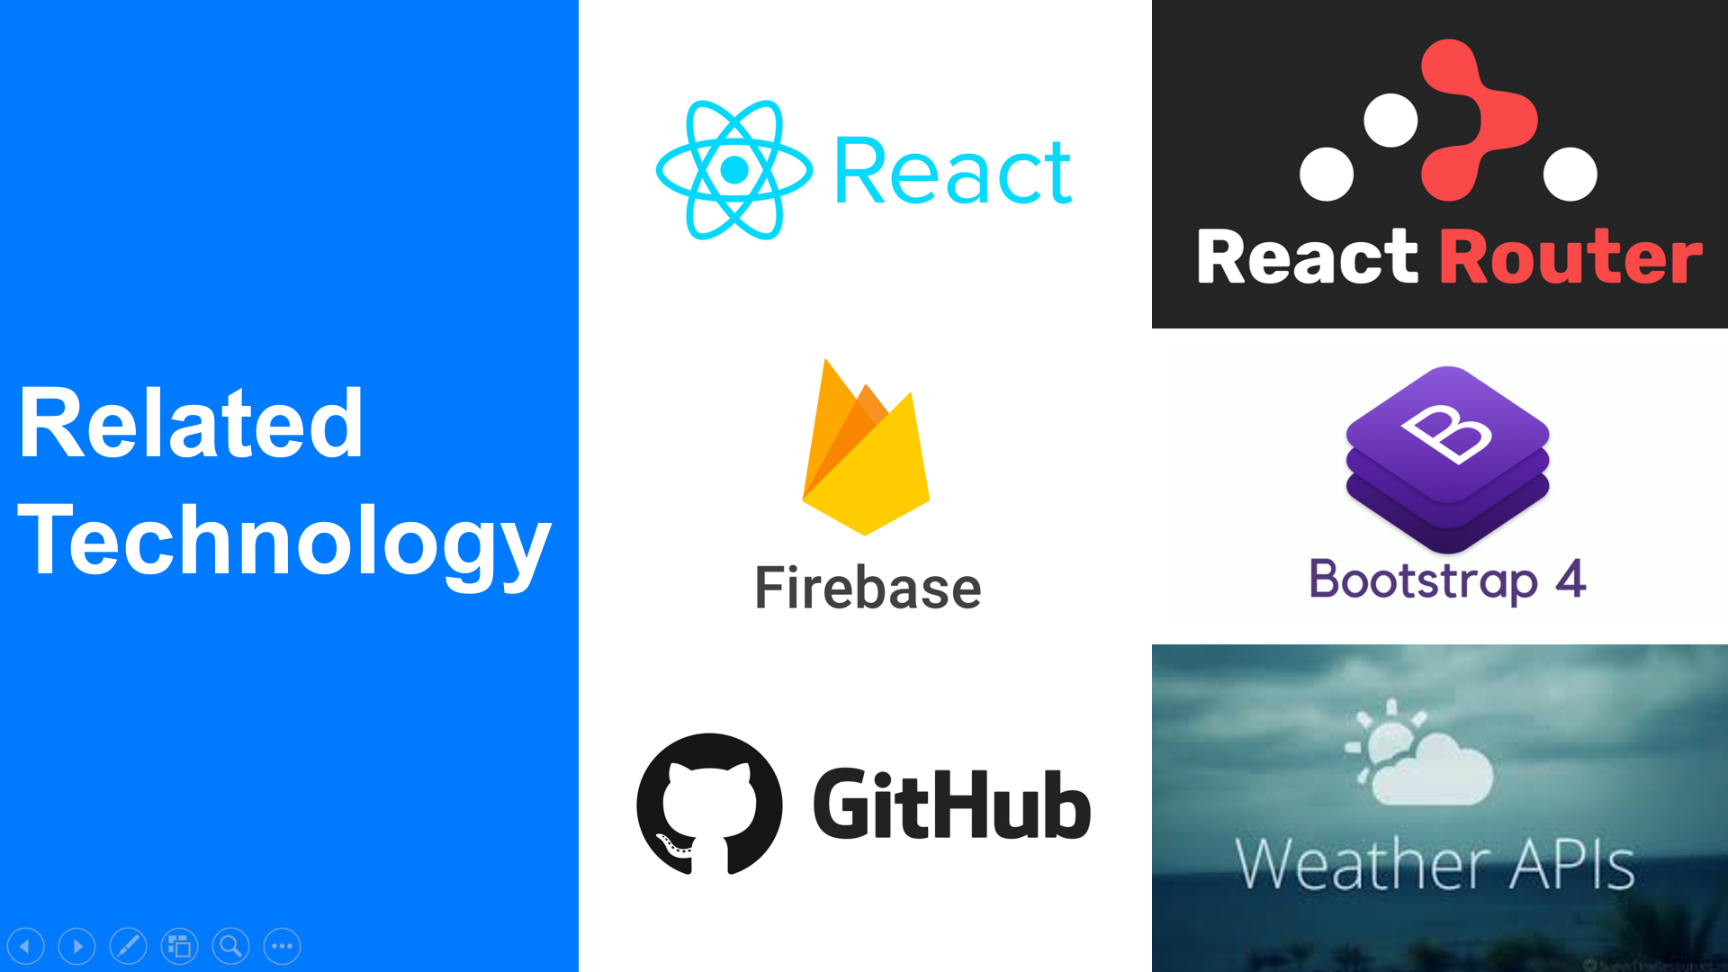 Related
Technology
React
React Router
Firebase
B
Bootstrap 4
GitHub
Weather APIs